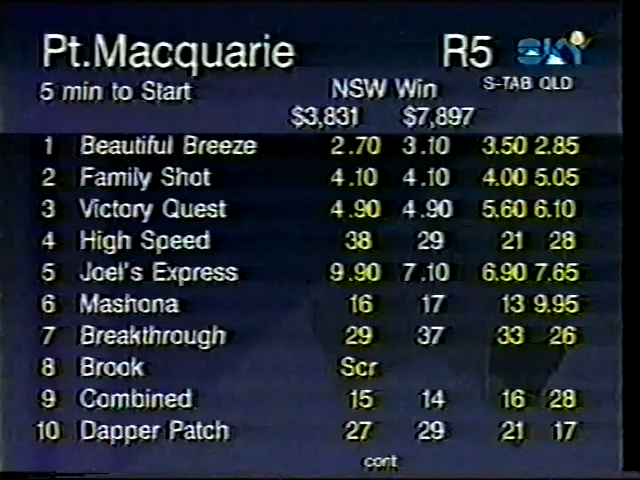 Pt.Macquarie R5 SKY
5 min to Start NSW Win S-TAB QLD
$3,831 $7,897
1 Beautiful Breeze 2.70 3.10 3.50 2.85
2 Family Shot 4.10 4.10 4.00 5.05
3 Victory Quest 4.90 4.90 5.60 6.10
4 High Speed 38 29 21 28
5 Joel's Express 9.90 7.10 6.90 7.65
6 Mashona 16 17 13 9.95
7 Breakthrough 29 37 33 26
8 Brook Scr
9 Combined 15 14 16 28
10 Dapper Patch 27 29 21 17
cont